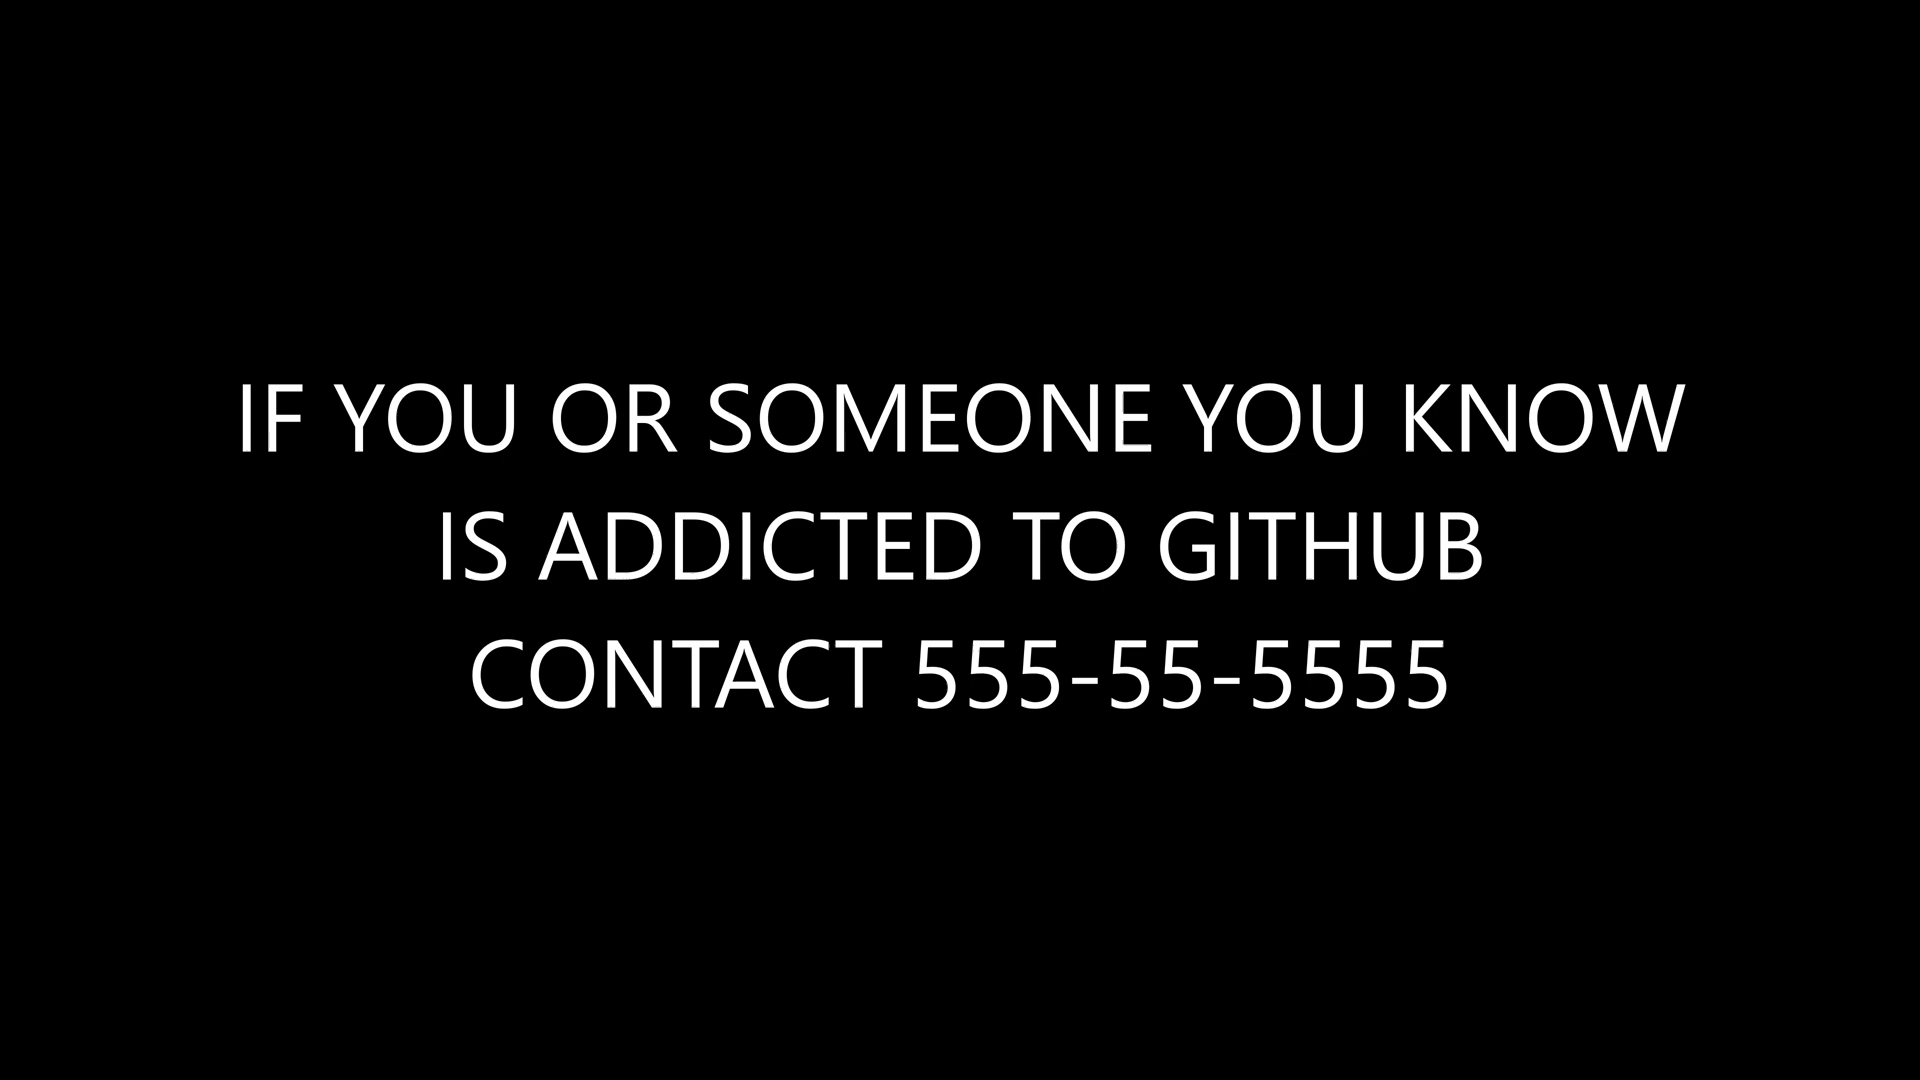 IF YOU OR SOMEONE YOU KNOW
IS ADDICTED TO GITHUB
CONTACT 555-55-5555